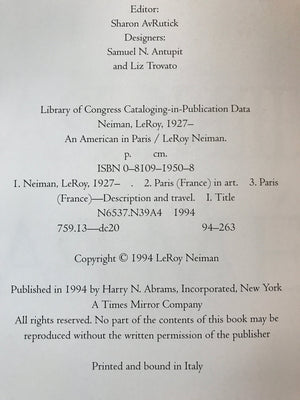 Editor:
Sharon AvRutick
Designers:
Samuel N. Antupit
and Liz Trovato
Library of Congress Cataloging-in-Publication Data
Neiman, LeRoy, 1927–
An American in Paris / LeRoy Neiman.
p. cm.
ISBN 0–8109–1950–8
1. Neiman, LeRoy, 1927– . 2. Paris (France) in art. 3. Paris
(France)—Description and travel. I. Title
N6537.N39A4 1994
759.13—dc20 94–263
Copyright © 1994 LeRoy Neiman
Published in 1994 by Harry N. Abrams, Incorporated, New York
A Times Mirror Company
All rights reserved. No part of the contents of this book may be
reproduced without the written permission of the publisher
Printed and bound in Italy